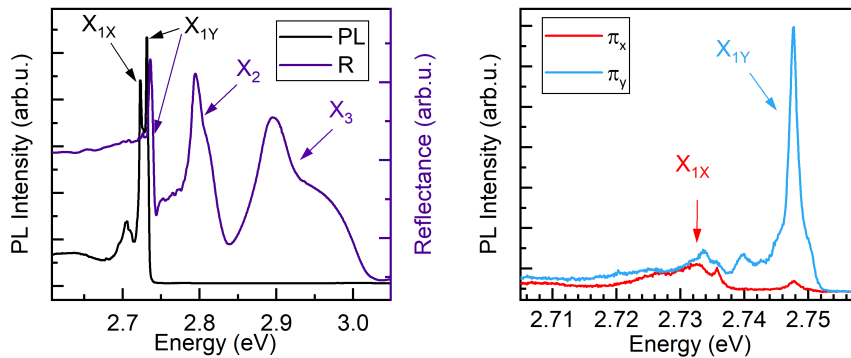 X1X
X1Y
PL
R
X2
X3
PL Intensity (arb.u.)
Reflectance (arb.u.)
2.7 2.8 2.9 3.0
Energy (eV)
πx
πy
X1Y
X1X
PL Intensity (arb.u.)
2.71 2.72 2.73 2.74 2.75
Energy (eV)